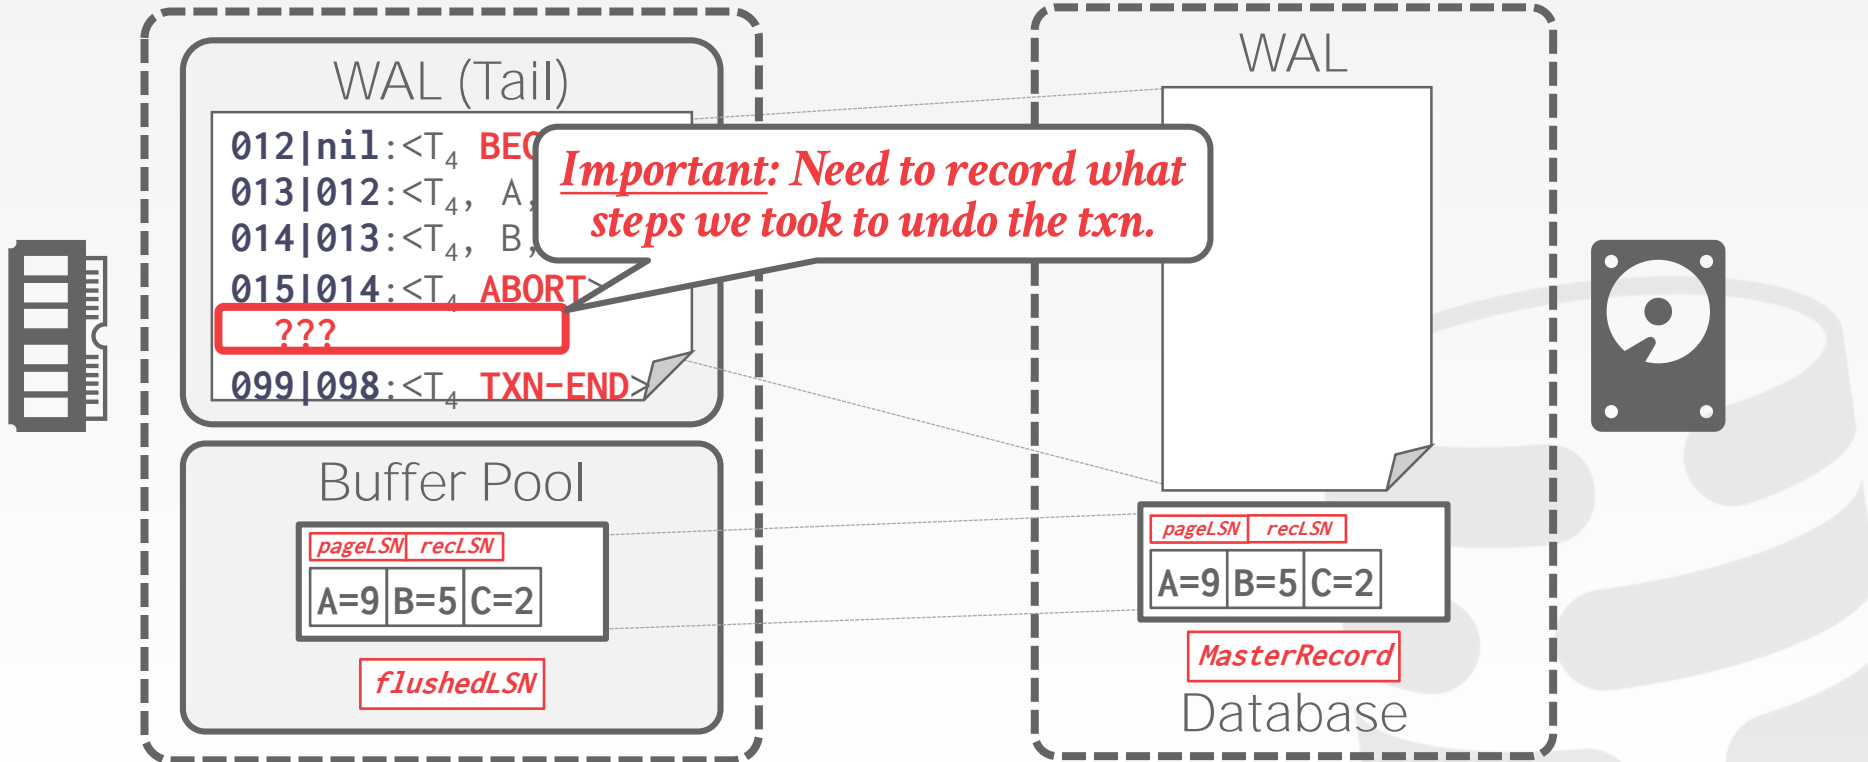 WAL (Tail)
012|nil:<T4 BEG
013|012:<T4, A,
014|013:<T4, B,
015|014:<T4 ABORT>
???
099|098:<T4 TXN-END>
Important: Need to record what
steps we took to undo the txn.
Buffer Pool
pageLSN recLSN
A=9 B=5 C=2
flushedLSN
WAL
pageLSN recLSN
A=9 B=5 C=2
MasterRecord
Database